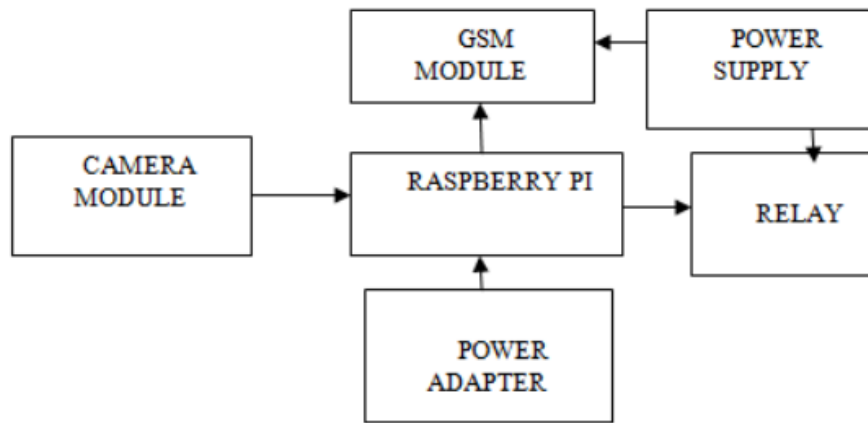 GSM
MODULE
POWER
SUPPLY
CAMERA
MODULE
RASPBERRY PI
RELAY
POWER
ADAPTER